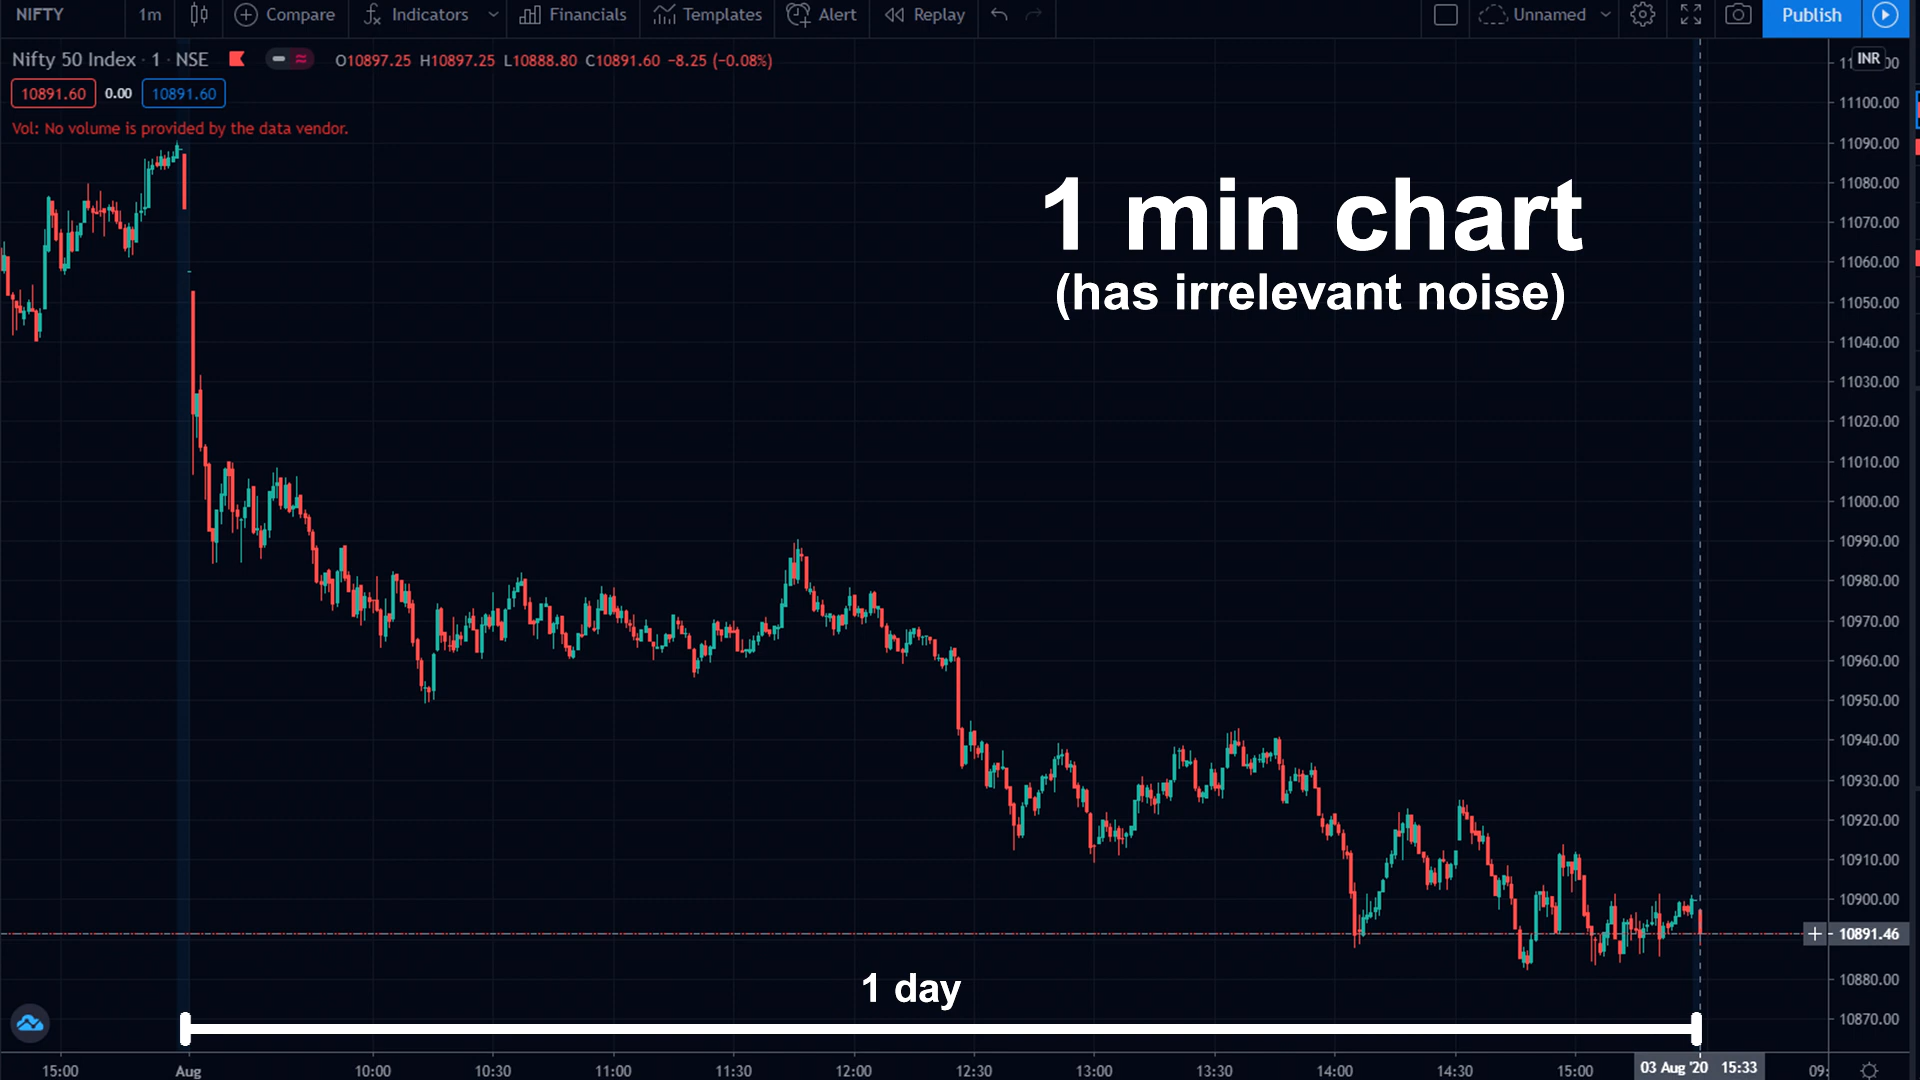 NIFTY 1m Compare Indicators Financials Templates Alert Replay Unnamed Publish
Nifty 50 Index · 1 · NSE O10897.25 H10897.25 L10888.80 C10891.60 −8.25 (−0.08%)
INR
10891.60 0.00 10891.60
Vol: No volume is provided by the data vendor.
1 min chart
(has irrelevant noise)
11100.00
11090.00
11080.00
11070.00
11060.00
11050.00
11040.00
11030.00
11020.00
11010.00
11000.00
10990.00
10980.00
10970.00
10960.00
10950.00
10940.00
10930.00
10920.00
10910.00
10900.00
10891.46
10880.00
10870.00
1 day
15:00 Aug 10:00 10:30 11:00 11:30 12:00 12:30 13:00 13:30 14:00 14:30 15:00 03 Aug '20 15:33 09: